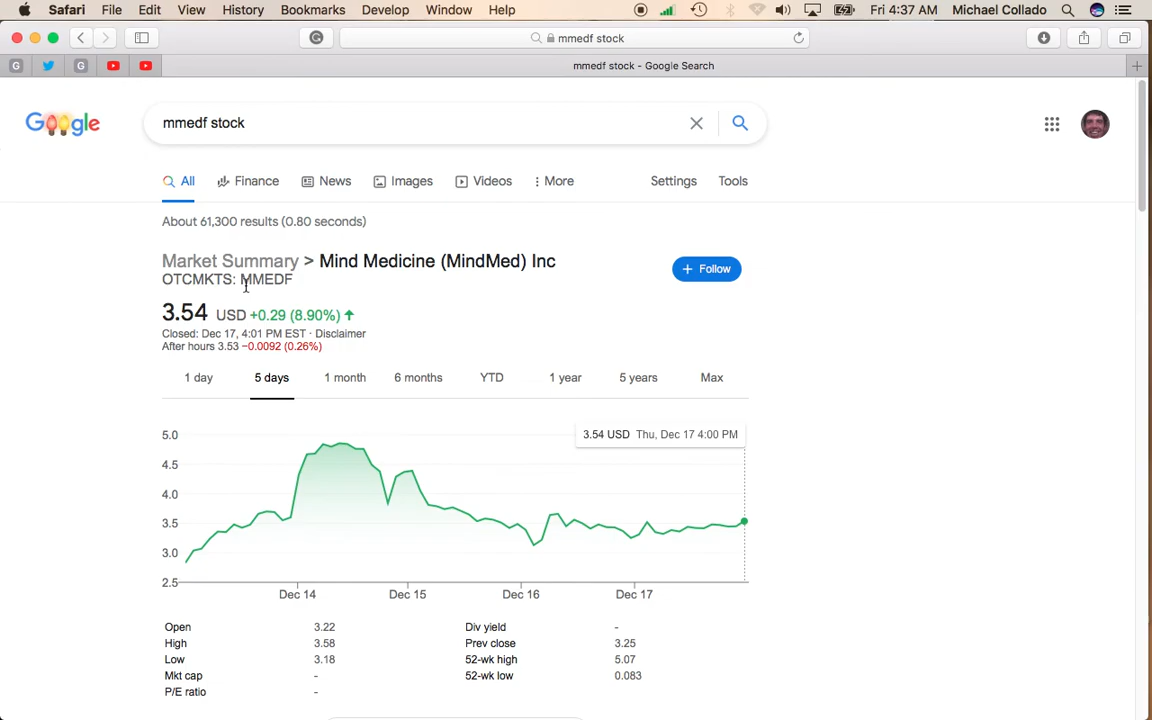 Safari File Edit View History Bookmarks Develop Window Help Fri 4:37 AM Michael Collado
mmedf stock
mmedf stock - Google Search
Google
mmedf stock
All Finance News Images Videos More Settings Tools
About 61,300 results (0.80 seconds)
Market Summary > Mind Medicine (MindMed) Inc
OTCMKTS: MMEDF
+ Follow
3.54 USD +0.29 (8.90%)
Closed: Dec 17, 4:01 PM EST · Disclaimer
After hours 3.53 −0.0092 (0.26%)
1 day 5 days 1 month 6 months YTD 1 year 5 years Max
3.54 USD Thu, Dec 17 4:00 PM
5.0
4.5
4.0
3.5
3.0
2.5
Dec 14 Dec 15 Dec 16 Dec 17
Open 3.22 Div yield -
High 3.58 Prev close 3.25
Low 3.18 52-wk high 5.07
Mkt cap - 52-wk low 0.083
P/E ratio -